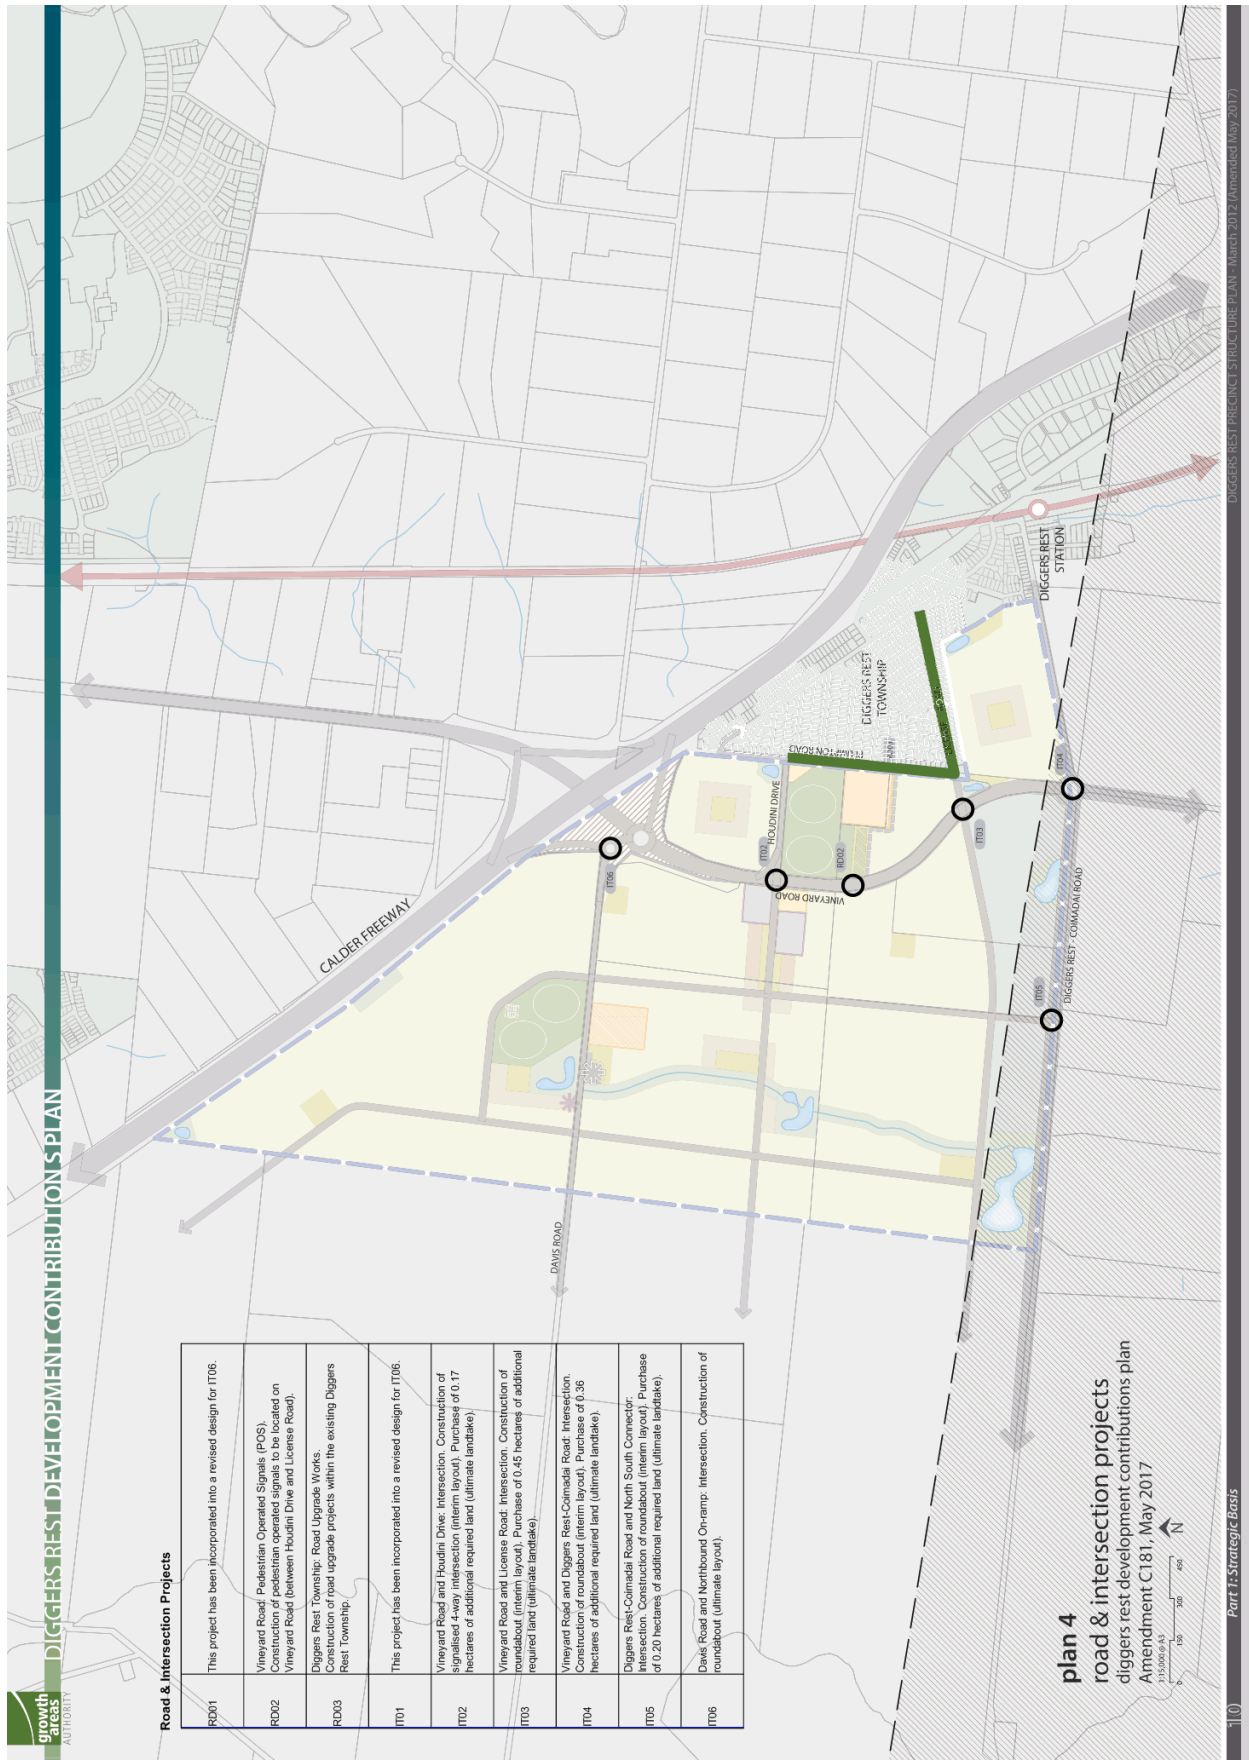 growth
areas
AUTHORITY
DIGGERS REST DEVELOPMENT CONTRIBUTIONS PLAN
Road & Intersection Projects
RD01
This project has been incorporated into a revised design for IT06.
RD02
Vineyard Road: Pedestrian Operated Signals (POS).
Construction of pedestrian operated signals to be located on
Vineyard Road (between Houdini Drive and License Road).
RD03
Diggers Rest Township: Road Upgrade Works.
Construction of road upgrade projects within the existing Diggers
Rest Township.
IT01
This project has been incorporated into a revised design for IT06.
IT02
Vineyard Road and Houdini Drive: Intersection. Construction of
signalised 4-way intersection (interim layout). Purchase of 0.17
hectares of additional required land (ultimate landtake).
IT03
Vineyard Road and License Road: Intersection. Construction of
roundabout (interim layout). Purchase of 0.45 hectares of additional
required land (ultimate landtake).
IT04
Vineyard Road and Diggers Rest-Coimadai Road: Intersection.
Construction of roundabout (interim layout). Purchase of 0.36
hectares of additional required land (ultimate landtake).
IT05
Diggers Rest-Coimadai Road and North South Connector:
Intersection. Construction of roundabout (interim layout). Purchase
of 0.20 hectares of additional required land (ultimate landtake).
IT06
Davis Road and Northbound On-ramp: Intersection. Construction of
roundabout (ultimate layout).
CALDER FREEWAY
DAVIS ROAD
IT06
IT02
HOUDINI DRIVE
VINEYARD ROAD
RD02
PLUMPTON ROAD
DIGGERS REST
TOWNSHIP
IT03
IT04
IT05
DIGGERS REST - COIMADAI ROAD
DIGGERS REST
STATION
plan 4
road & intersection projects
diggers rest development contributions plan
Amendment C181, May 2017
1:15,000 @ A3
0 150 300 450
N
10
Part 1: Strategic Basis
DIGGERS REST PRECINCT STRUCTURE PLAN - March 2012 (Amended May 2017)